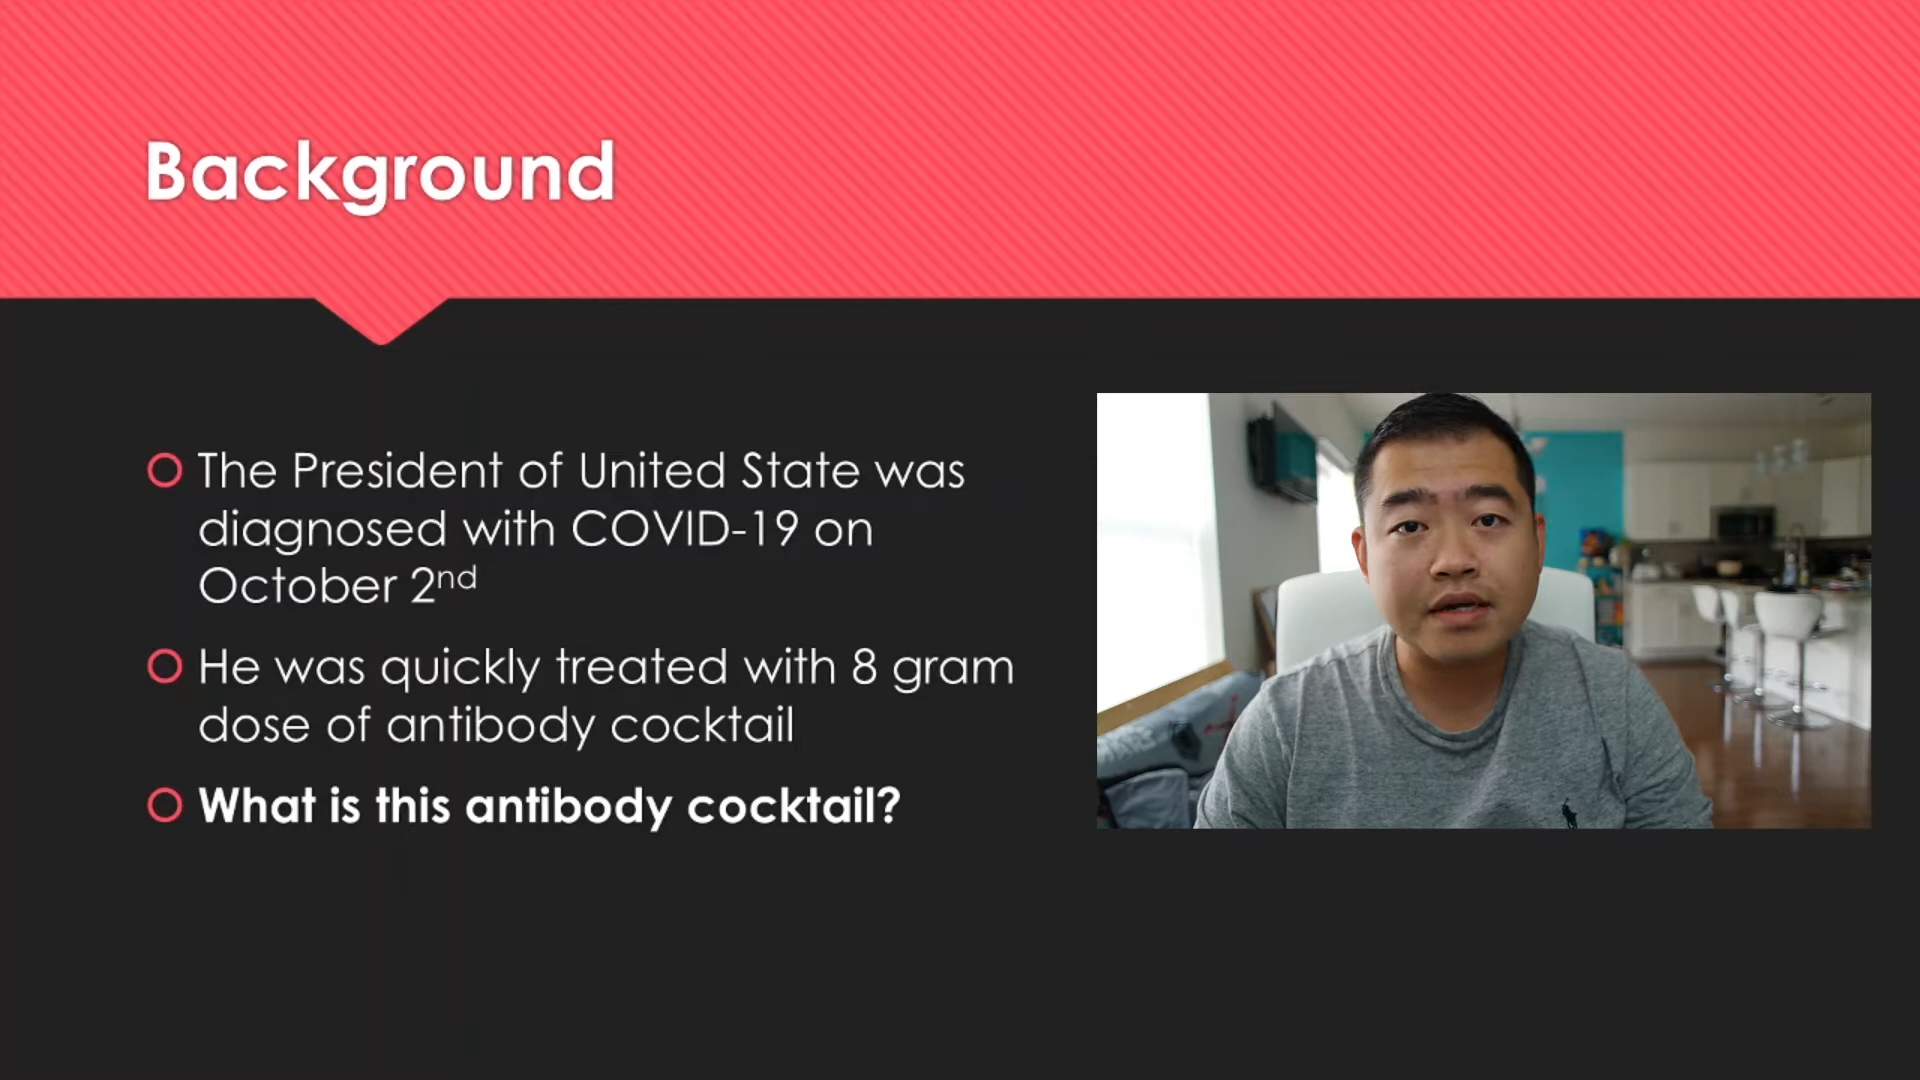 Background
The President of United State was
diagnosed with COVID-19 on
October 2nd
He was quickly treated with 8 gram
dose of antibody cocktail
What is this antibody cocktail?